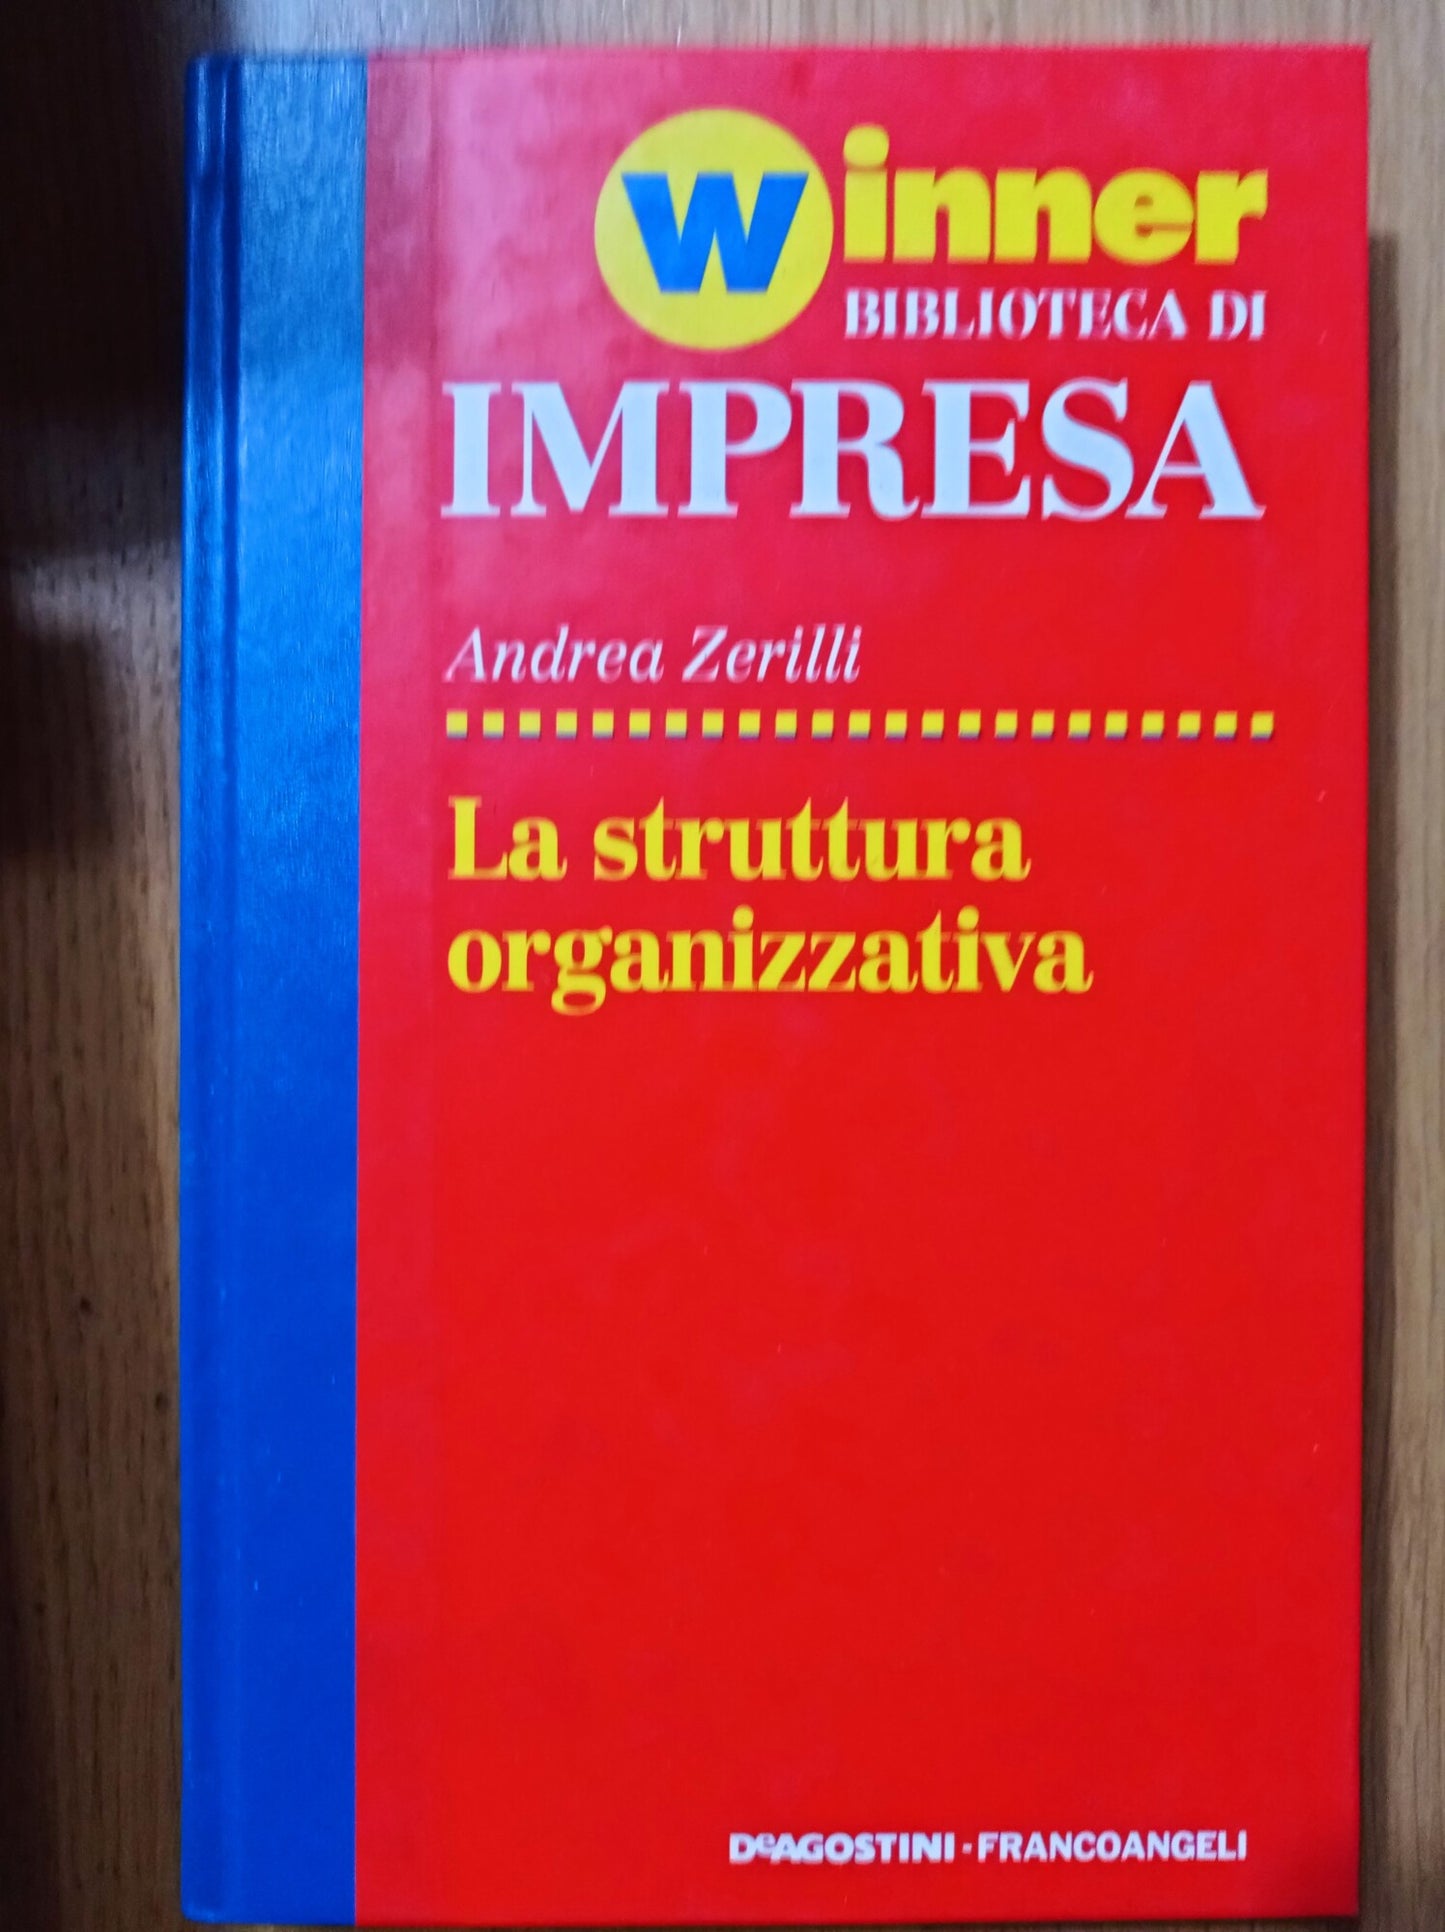 Winner
BIBLIOTECA DI
IMPRESA
Andrea Zerilli
La struttura
organizzativa
DeAGOSTINI-FRANCOANGELI